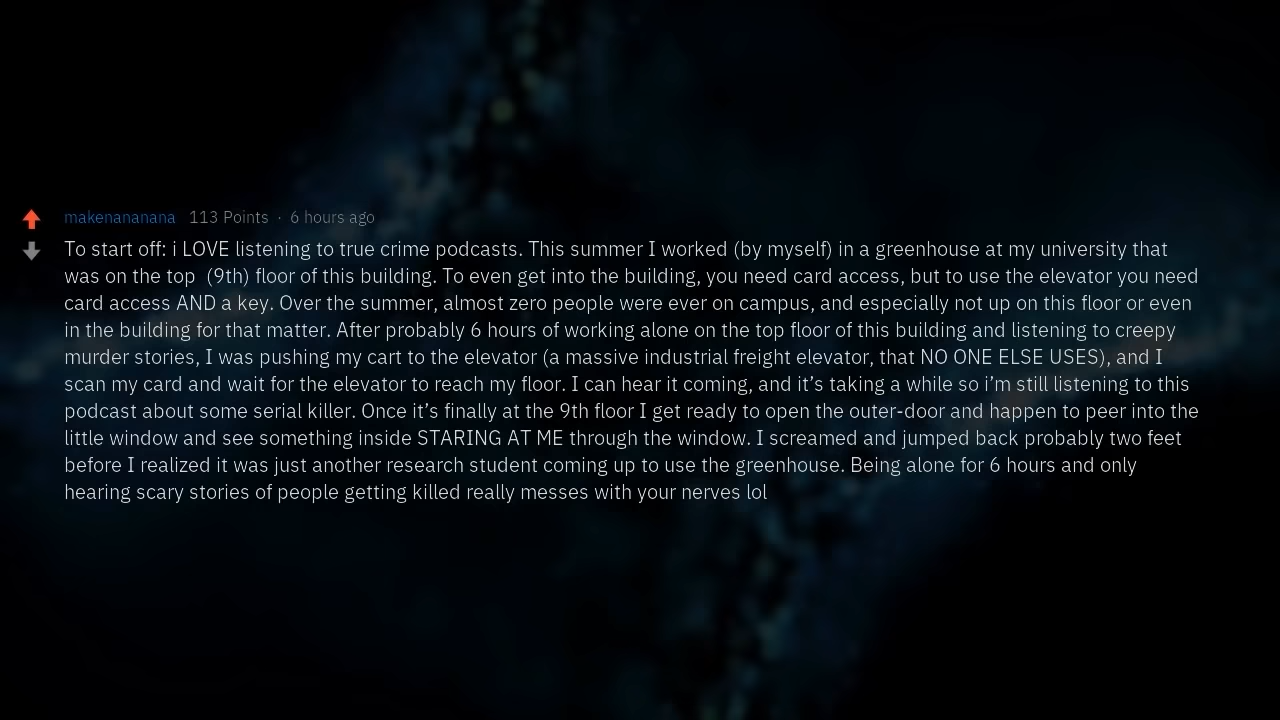 makenananana 113 Points · 6 hours ago
To start off: i LOVE listening to true crime podcasts. This summer I worked (by myself) in a greenhouse at my university that
was on the top  (9th) floor of this building. To even get into the building, you need card access, but to use the elevator you need
card access AND a key. Over the summer, almost zero people were ever on campus, and especially not up on this floor or even
in the building for that matter. After probably 6 hours of working alone on the top floor of this building and listening to creepy
murder stories, I was pushing my cart to the elevator (a massive industrial freight elevator, that NO ONE ELSE USES), and I
scan my card and wait for the elevator to reach my floor. I can hear it coming, and it’s taking a while so i’m still listening to this
podcast about some serial killer. Once it’s finally at the 9th floor I get ready to open the outer-door and happen to peer into the
little window and see something inside STARING AT ME through the window. I screamed and jumped back probably two feet
before I realized it was just another research student coming up to use the greenhouse. Being alone for 6 hours and only
hearing scary stories of people getting killed really messes with your nerves lol